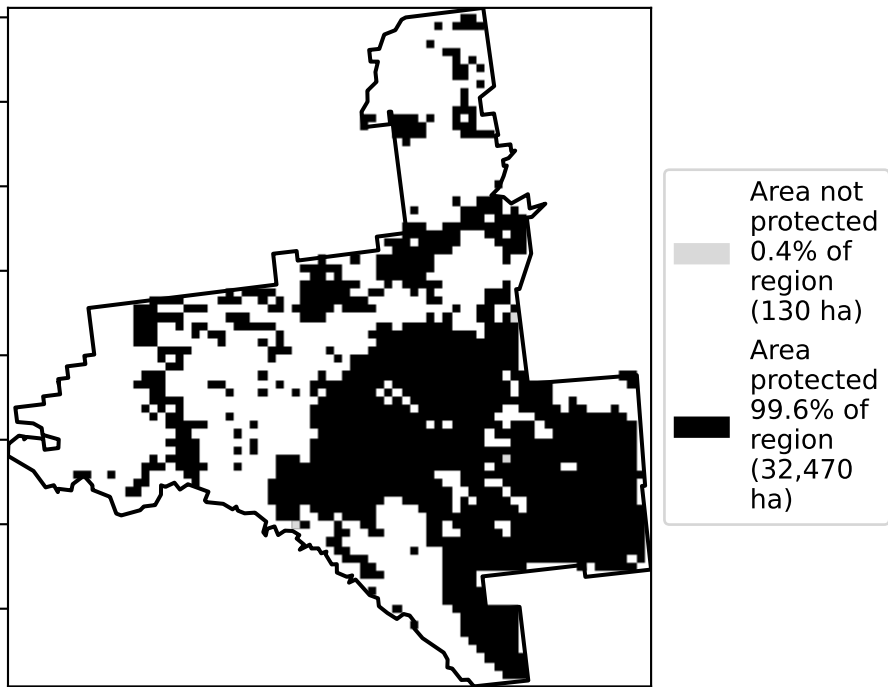 Area not
protected
0.4% of
region
(130 ha)
Area
protected
99.6% of
region
(32,470
ha)